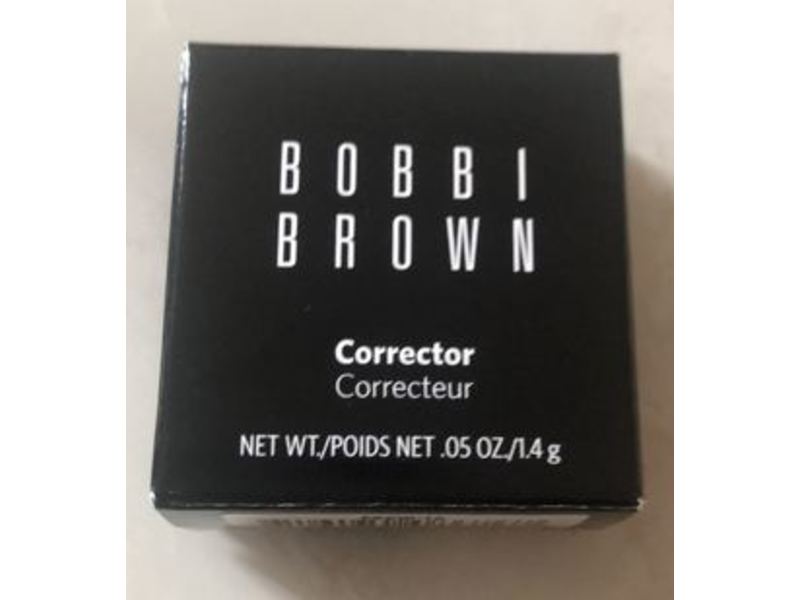 BOBBI
BROWN
Corrector
Correcteur
NET WT./POIDS NET .05 OZ./1.4 g